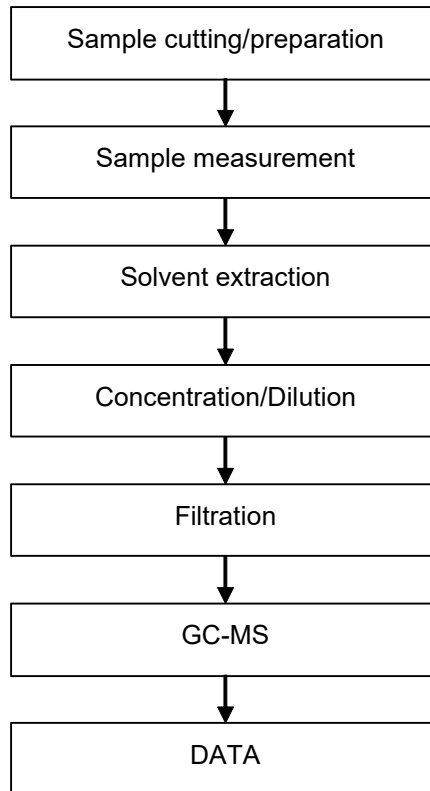 Sample cutting/preparation
Sample measurement
Solvent extraction
Concentration/Dilution
Filtration
GC-MS
DATA